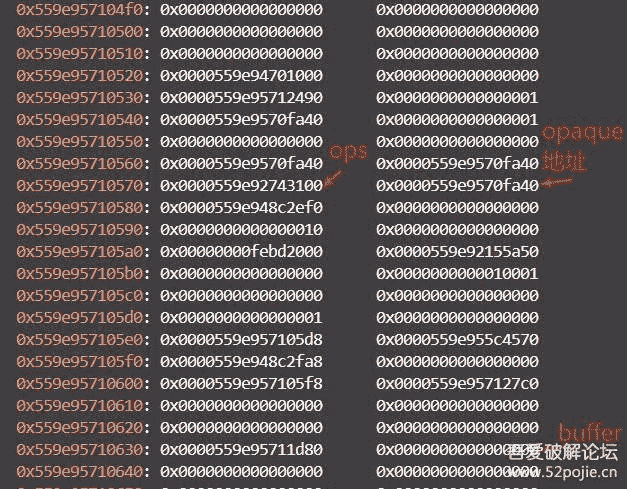 0x559e957104f0: 0x0000000000000000 0x0000000000000000
0x559e95710500: 0x0000000000000000 0x0000000000000000
0x559e95710510: 0x0000000000000000 0x0000000000000000
0x559e95710520: 0x0000559e94701000 0x0000000000000000
0x559e95710530: 0x0000559e95712490 0x0000000000000001
0x559e95710540: 0x0000559e9570fa40 0x0000000000000001
0x559e95710550: 0x0000000000000000 0x0000000000000000 opaque
0x559e95710560: 0x0000559e9570fa40 ops 0x0000559e9570fa40 地址
0x559e95710570: 0x0000559e92743100 0x0000559e9570fa40
0x559e95710580: 0x0000559e948c2ef0 0x0000000000000000
0x559e95710590: 0x0000000000000010 0x0000000000000000
0x559e957105a0: 0x00000000febd2000 0x0000559e92155a50
0x559e957105b0: 0x0000000000000000 0x0000000000010001
0x559e957105c0: 0x0000000000000000 0x0000000000000000
0x559e957105d0: 0x0000000000000001 0x0000000000000000
0x559e957105e0: 0x0000559e957105d8 0x0000559e955c4570
0x559e957105f0: 0x0000559e948c2fa8 0x0000000000000000
0x559e95710600: 0x0000559e957105f8 0x0000559e957127c0
0x559e95710610: 0x0000000000000000 0x0000000000000000
0x559e95710620: 0x0000000000000000 0x0000000000000000 buffer
0x559e95710630: 0x0000559e95711d80 0x0000000000000000
0x559e95710640: 0x0000000000000000 0x0000000000000000
吾爱破解论坛
www.52pojie.cn